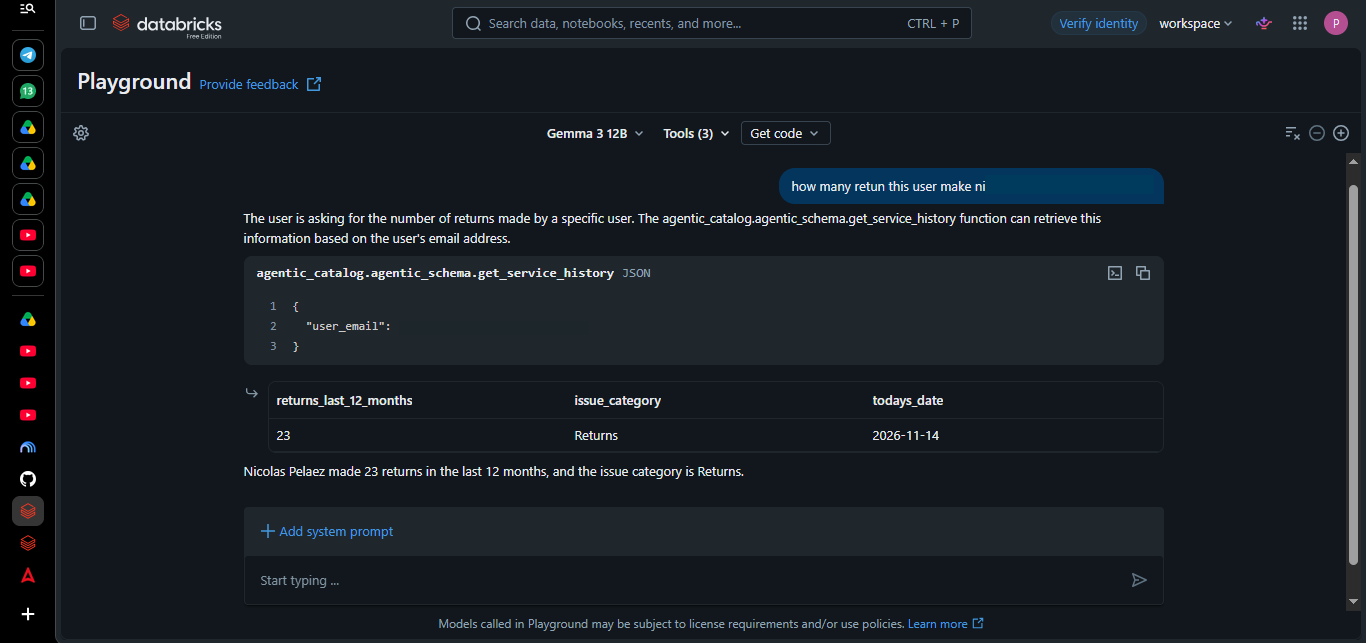 13
databricks
Free Edition
Search data, notebooks, recents, and more...
CTRL + P
Verify identity
workspace
P
Playground
Provide feedback
Gemma 3 12B
Tools (3)
Get code
how many retun this user make ni
The user is asking for the number of returns made by a specific user. The agentic_catalog.agentic_schema.get_service_history function can retrieve this
information based on the user's email address.
agentic_catalog.agentic_schema.get_service_history JSON
1 {
2 "user_email":
3 }
returns_last_12_months issue_category todays_date
23 Returns 2026-11-14
Nicolas Pelaez made 23 returns in the last 12 months, and the issue category is Returns.
Add system prompt
Start typing ...
Models called in Playground may be subject to license requirements and/or use policies. Learn more